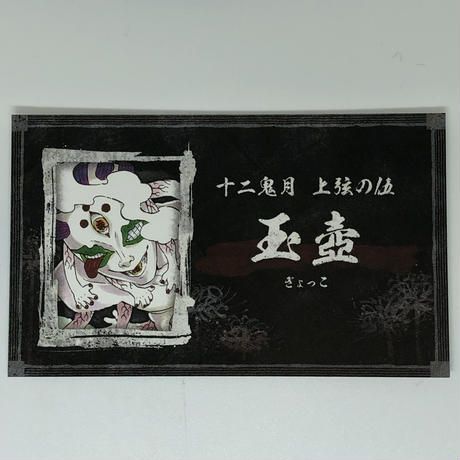 十二鬼月 上弦の伍
玉壺
ぎょっこ